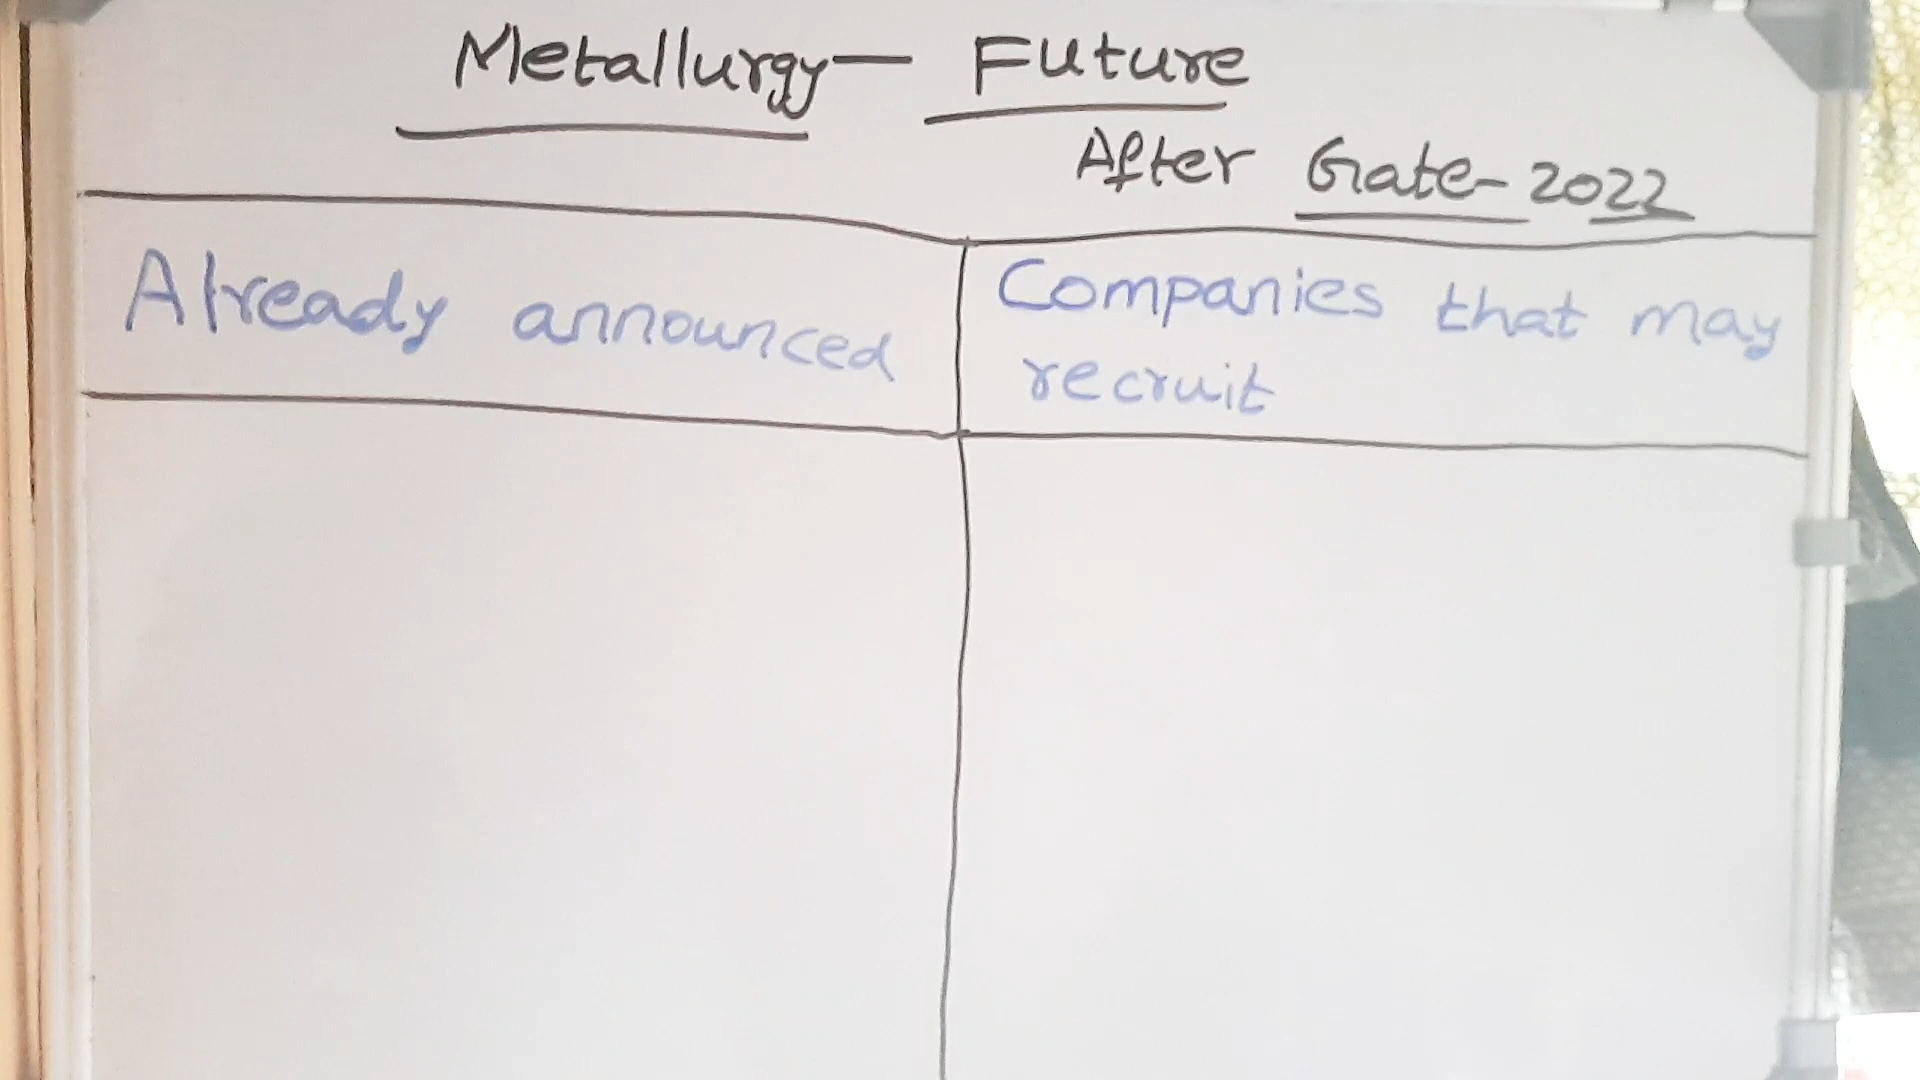 Metallurgy — Future
After Gate-2022
Already announced
Companies that may
recruit